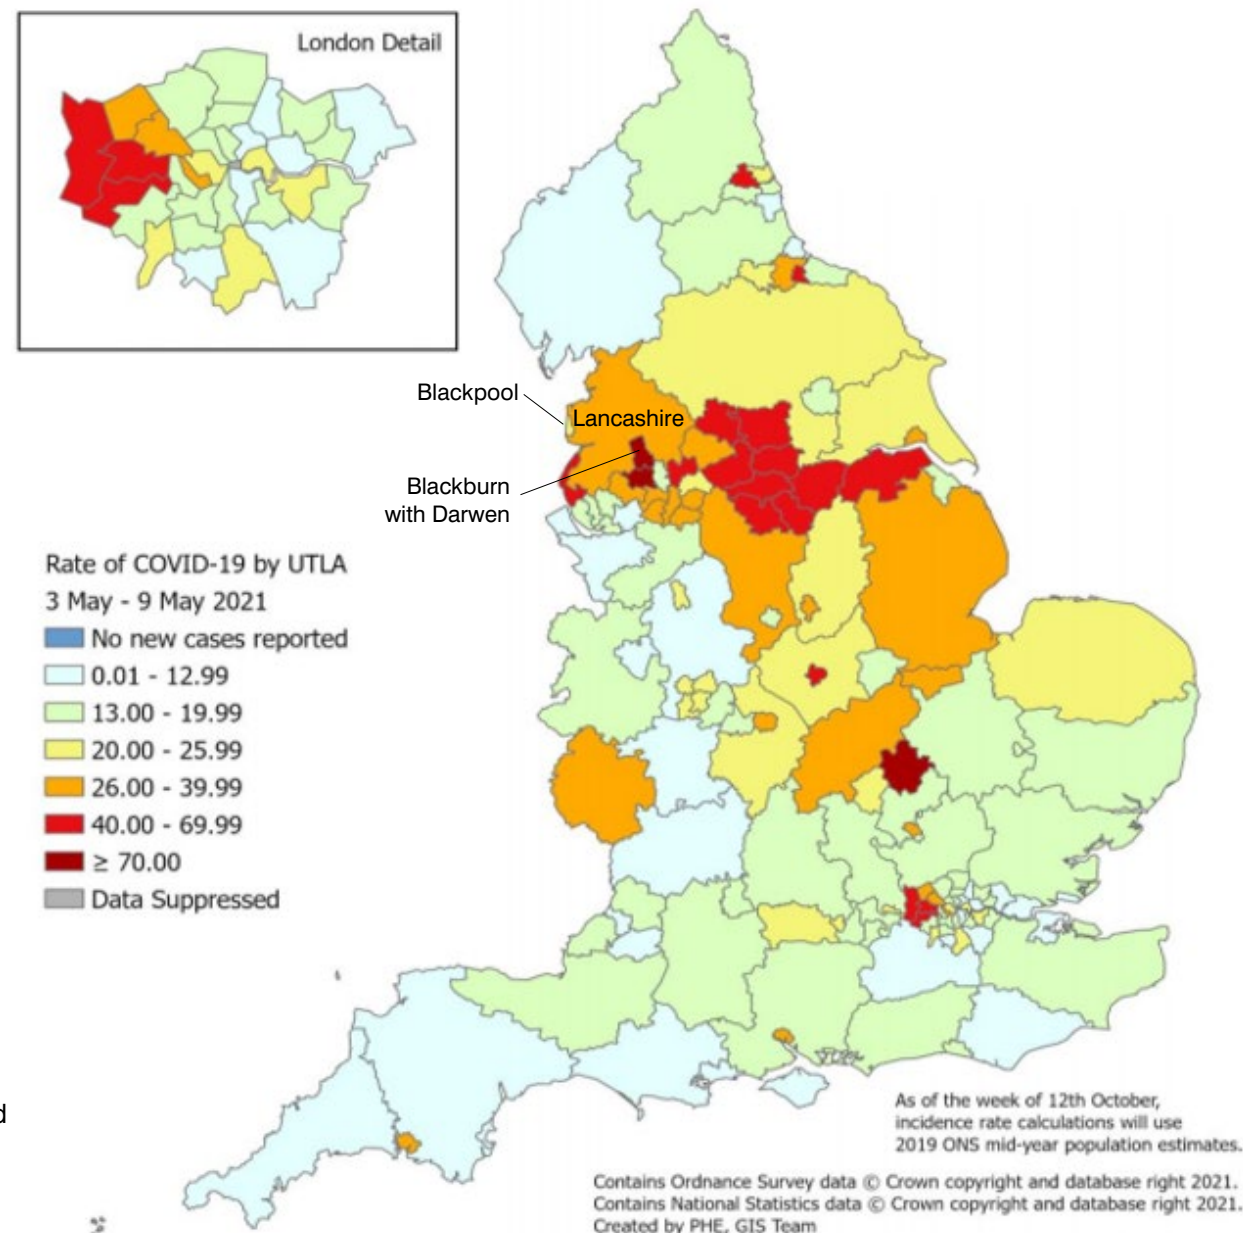 London Detail
Blackpool
Lancashire
Blackburn
with Darwen
Rate of COVID-19 by UTLA
3 May - 9 May 2021
No new cases reported
0.01 - 12.99
13.00 - 19.99
20.00 - 25.99
26.00 - 39.99
40.00 - 69.99
≥ 70.00
Data Suppressed
d
As of the week of 12th October,
incidence rate calculations will use
2019 ONS mid-year population estimates.
Contains Ordnance Survey data © Crown copyright and database right 2021.
Contains National Statistics data © Crown copyright and database right 2021.
Created by PHE, GIS Team